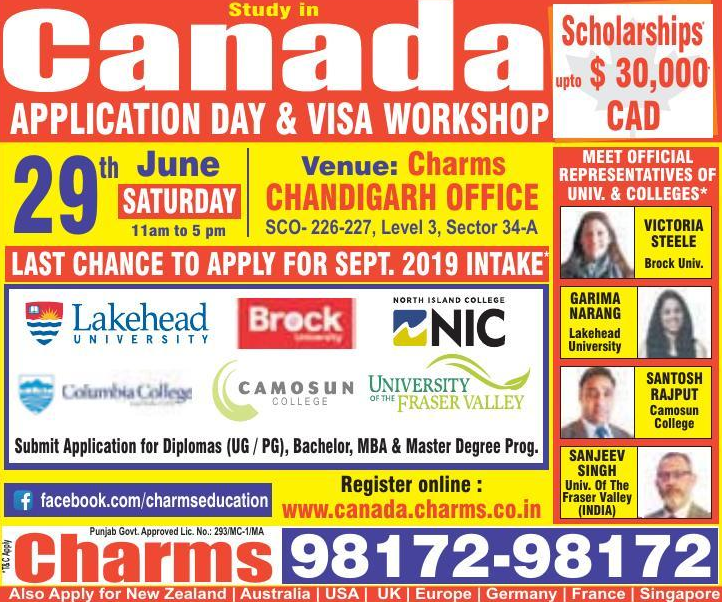 Study in
Canada
APPLICATION DAY & VISA WORKSHOP
Scholarships*
upto $ 30,000*
CAD
29th June
SATURDAY
11am to 5 pm
Venue: Charms
CHANDIGARH OFFICE
SCO- 226-227, Level 3, Sector 34-A
LAST CHANCE TO APPLY FOR SEPT. 2019 INTAKE*
Lakehead
UNIVERSITY
Brock
University
NORTH ISLAND COLLEGE
NIC
Columbia College
CAMOSUN
COLLEGE
UNIVERSITY
OF THE FRASER VALLEY
Submit Application for Diplomas (UG / PG), Bachelor, MBA & Master Degree Prog.
MEET OFFICIAL
REPRESENTATIVES OF
UNIV. & COLLEGES*
VICTORIA
STEELE
Brock Univ.
GARIMA
NARANG
Lakehead
University
SANTOSH
RAJPUT
Camosun
College
SANJEEV
SINGH
Univ. Of The
Fraser Valley
(INDIA)
f facebook.com/charmseducation
Register online :
www.canada.charms.co.in
*T&C Apply
Punjab Govt. Approved Lic. No.: 293/MC-1/MA
Charms
98172-98172
Also Apply for New Zealand | Australia | USA | UK | Europe | Germany | France | Singapore